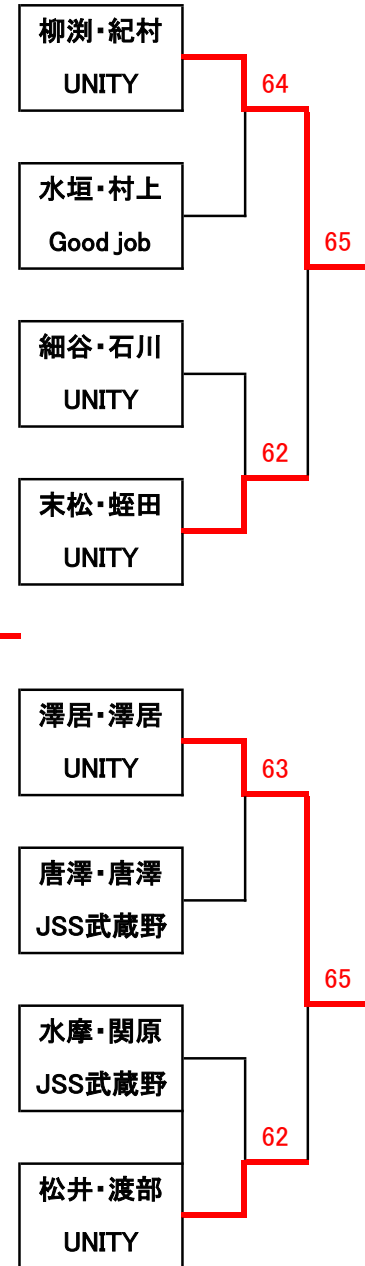 柳渕・紀村
UNITY
64
水垣・村上
Good job
65
細谷・石川
UNITY
62
末松・蛭田
UNITY
澤居・澤居
UNITY
63
唐澤・唐澤
JSS武蔵野
65
水摩・関原
JSS武蔵野
62
松井・渡部
UNITY